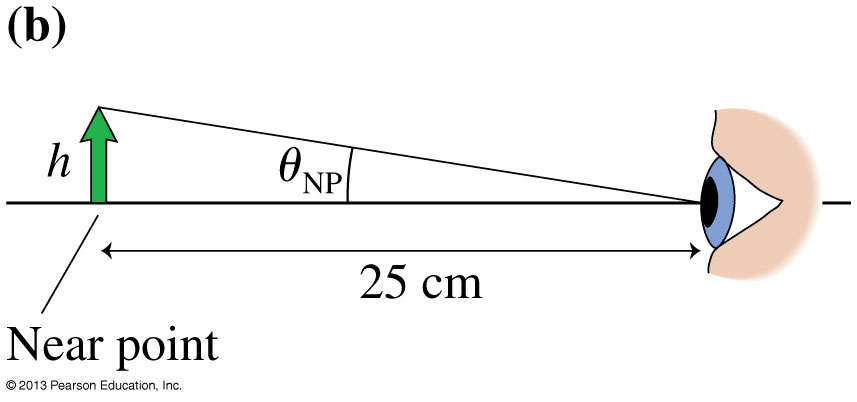 (b)
h
θNP
25 cm
Near point
© 2013 Pearson Education, Inc.